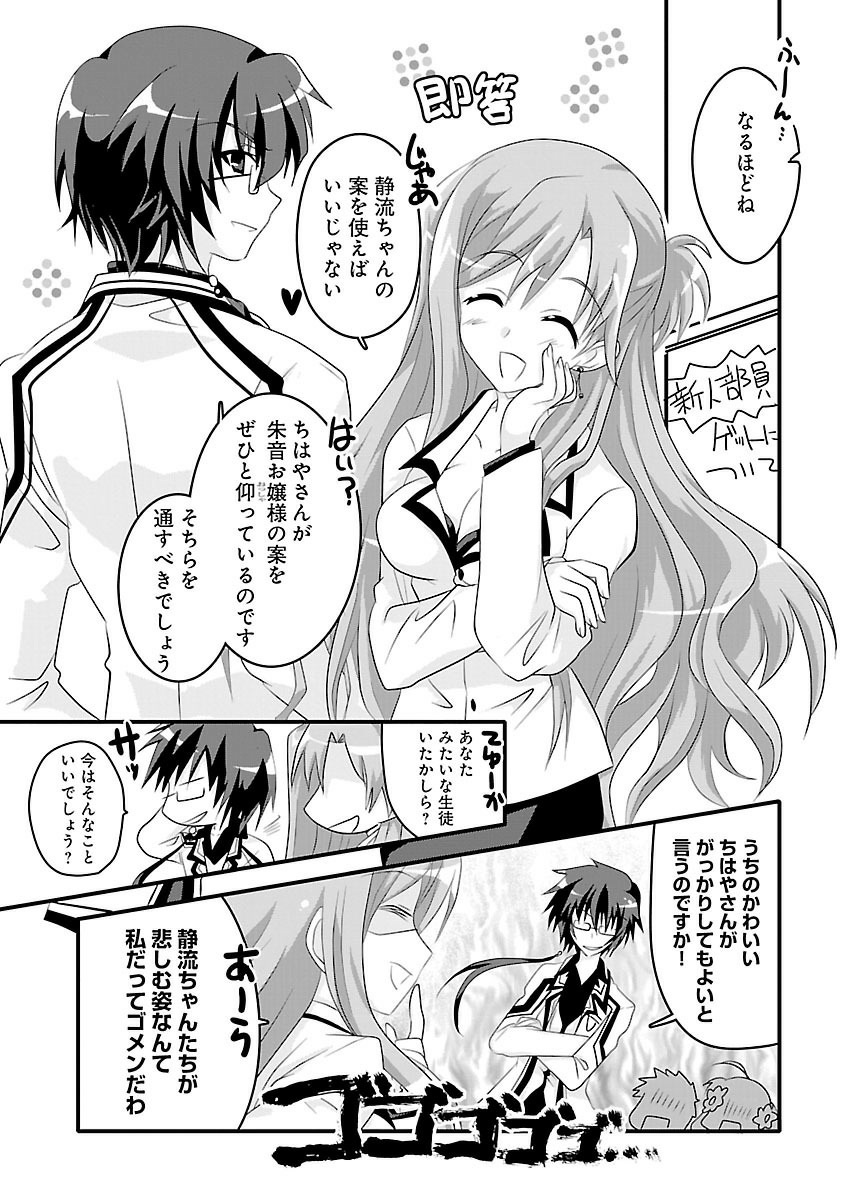 ふーん…
なるほどね
新人部員
ゲットに
ついて
即答
じゃあ
静流ちゃんの
案を使えば
いいじゃない
はい?
ちはやさんが
朱音お嬢様の案を
ぜひと仰っているのです
おっしゃ
そちらを
通すべきでしょう
てゆーか
あなた
みたいな生徒
いたかしら?
サッ
今はそんなこと
いいでしょう?
うちのかわいい
ちはやさんが
がっかりしてもよいと
言うのですか!
あーら
静流ちゃんたちが
悲しむ姿なんて
私だってゴメンだわ
ゴゴゴゴゴ…